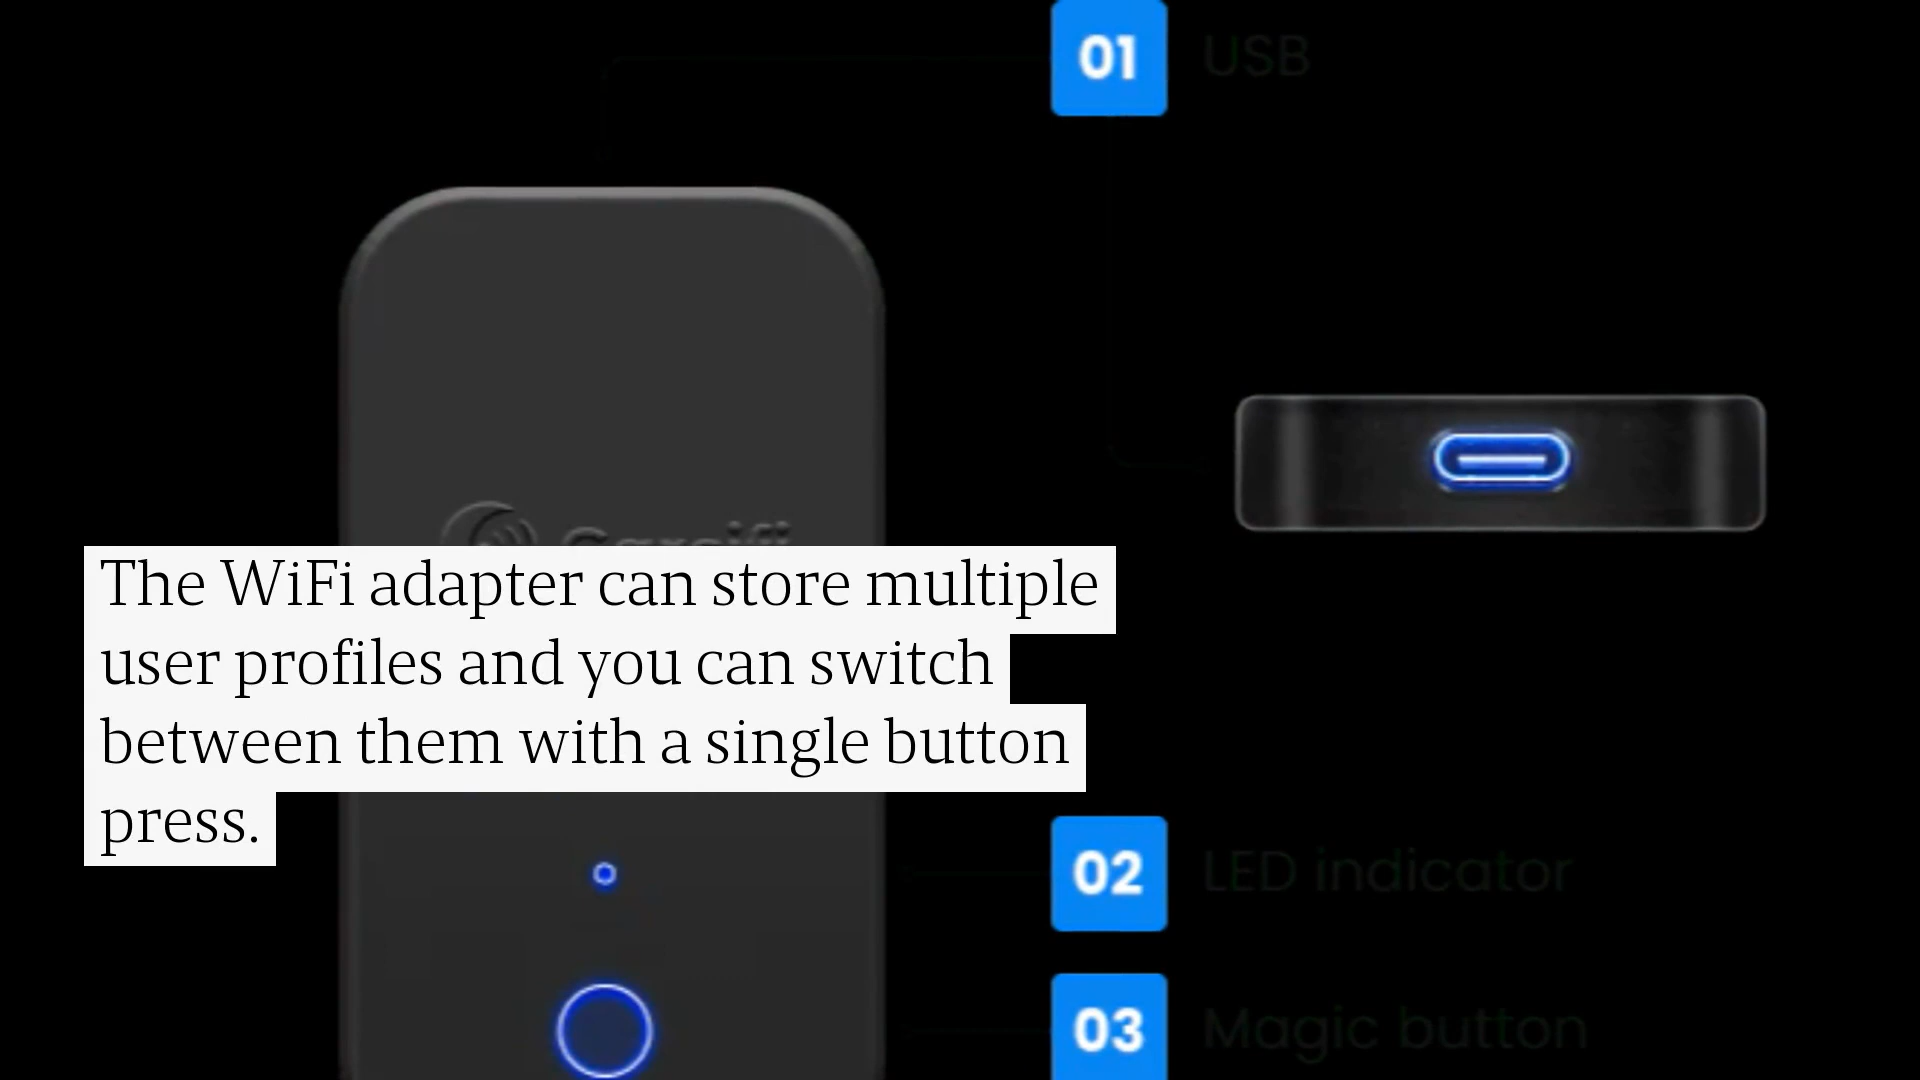 01 USB
The WiFi adapter can store multiple
user profiles and you can switch
between them with a single button
press.
02 LED indicator
03 Magic button